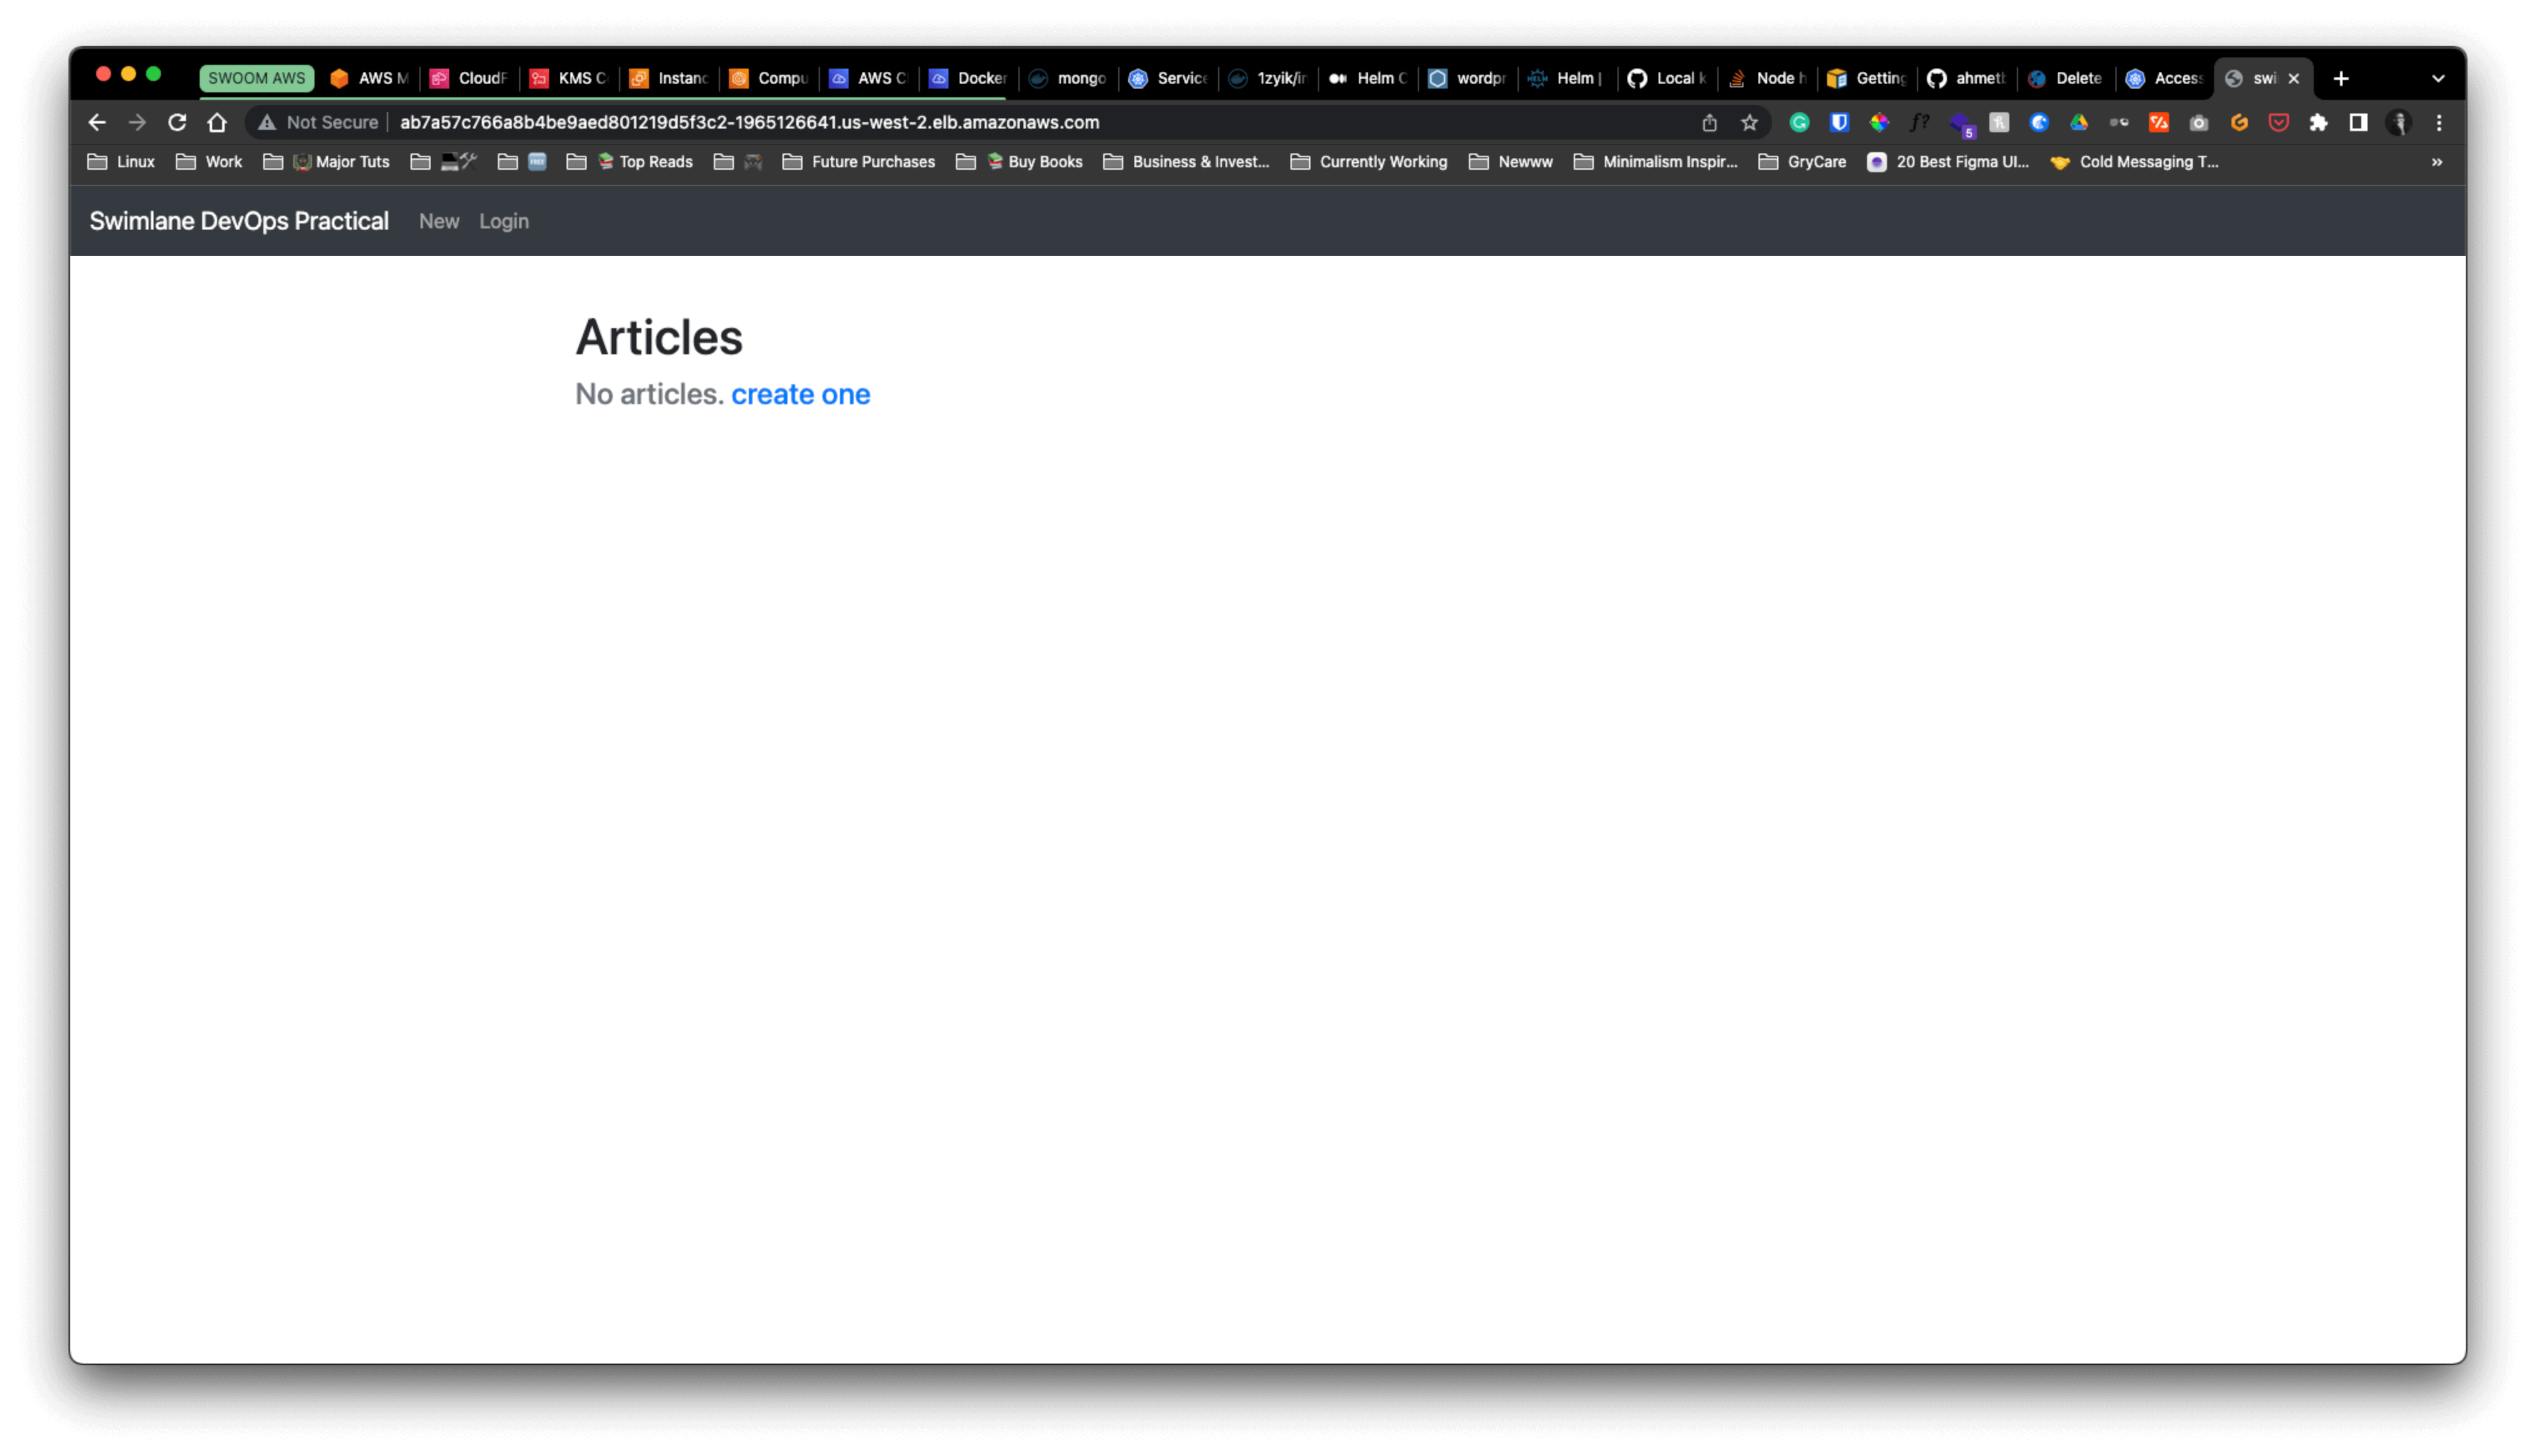 SWOOM AWS AWS M CloudF KMS C Instanc Compu AWS C Docker mongo Service 1zyik/ir Helm C wordpr Helm | Local k Node h Getting ahmetb Delete Access swi
Not Secure ab7a57c766a8b4be9aed801219d5f3c2-1965126641.us-west-2.elb.amazonaws.com f? 5
Linux Work Major Tuts FREE Top Reads Future Purchases Buy Books Business & Invest... Currently Working Newww Minimalism Inspir... GryCare 20 Best Figma UI... Cold Messaging T... »
Swimlane DevOps Practical New Login
Articles
No articles. create one